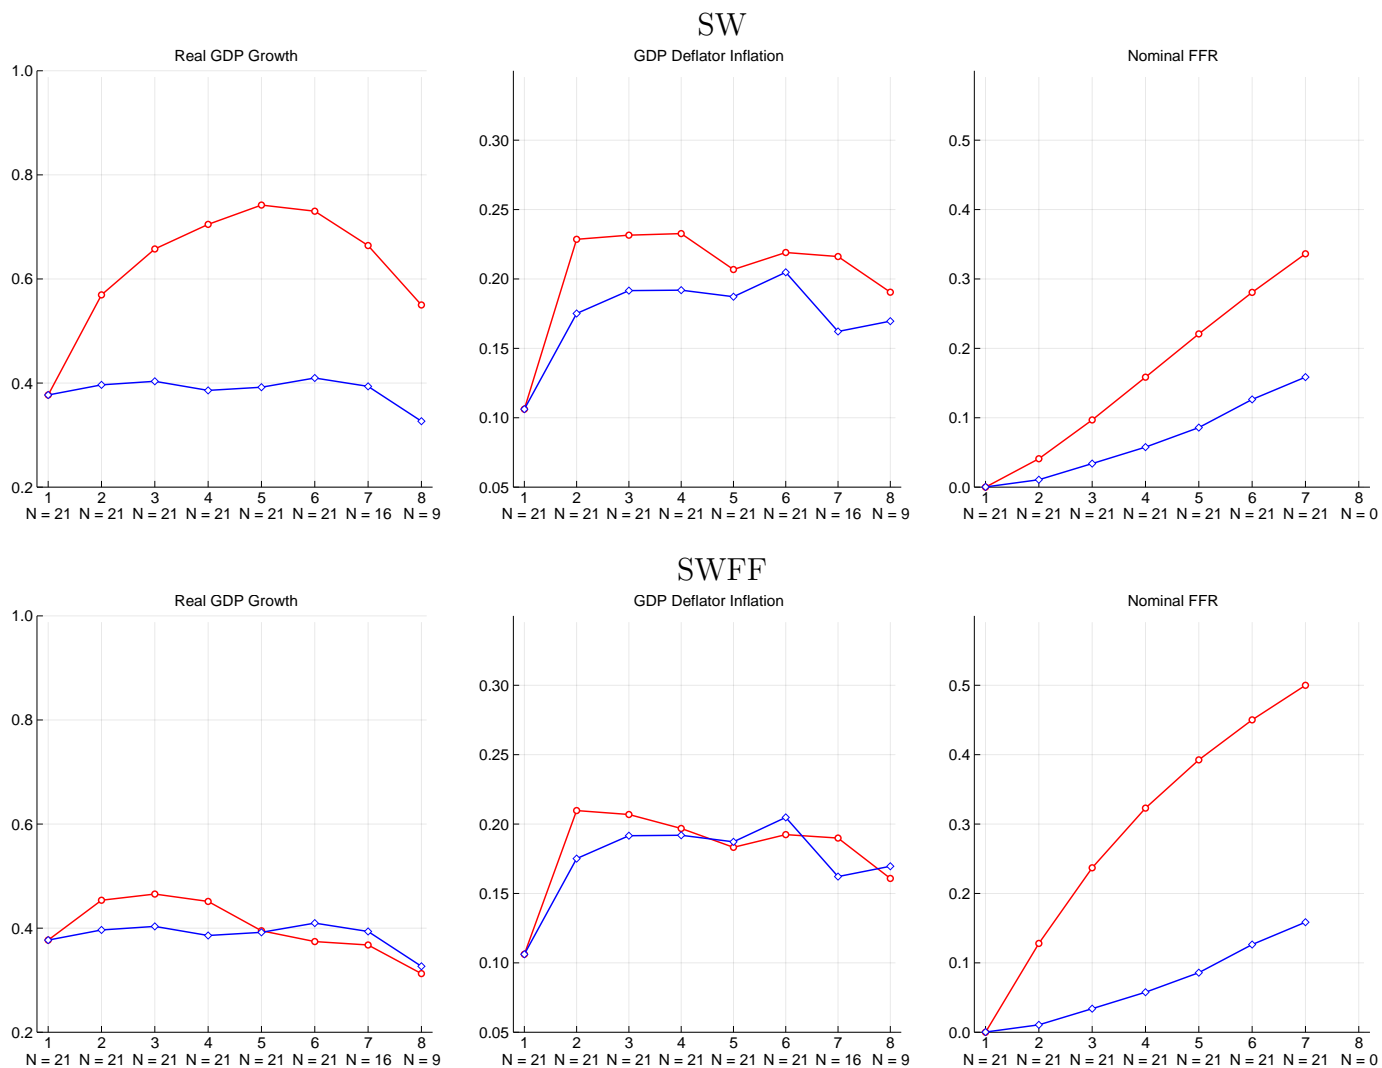 SW
Real GDP Growth
GDP Deflator Inflation
Nominal FFR
1.0
0.8
0.6
0.4
0.2
0.30
0.25
0.20
0.15
0.10
0.05
0.5
0.4
0.3
0.2
0.1
0.0
1 2 3 4 5 6 7 8
N = 21 N = 21 N = 21 N = 21 N = 21 N = 21 N = 16 N = 9
1 2 3 4 5 6 7 8
N = 21 N = 21 N = 21 N = 21 N = 21 N = 21 N = 16 N = 9
1 2 3 4 5 6 7 8
N = 21 N = 21 N = 21 N = 21 N = 21 N = 21 N = 21 N = 0
SWFF
Real GDP Growth
GDP Deflator Inflation
Nominal FFR
1.0
0.8
0.6
0.4
0.2
0.30
0.25
0.20
0.15
0.10
0.05
0.5
0.4
0.3
0.2
0.1
0.0
1 2 3 4 5 6 7 8
N = 21 N = 21 N = 21 N = 21 N = 21 N = 21 N = 16 N = 9
1 2 3 4 5 6 7 8
N = 21 N = 21 N = 21 N = 21 N = 21 N = 21 N = 16 N = 9
1 2 3 4 5 6 7 8
N = 21 N = 21 N = 21 N = 21 N = 21 N = 21 N = 21 N = 0